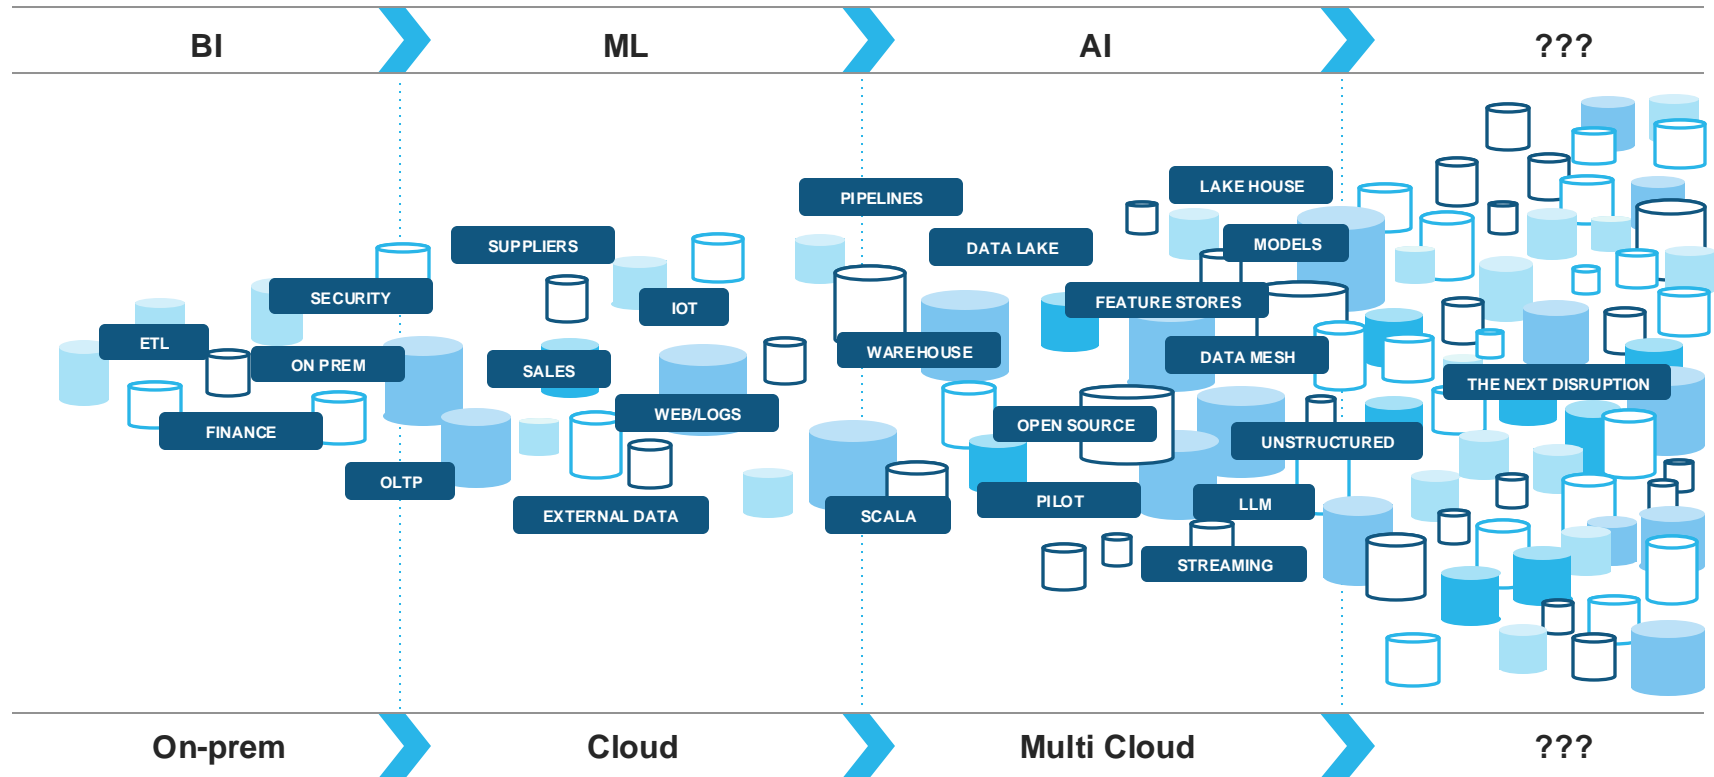 BI
ML
AI
???
PIPELINES
LAKE HOUSE
SUPPLIERS
DATA LAKE
MODELS
SECURITY
IOT
FEATURE STORES
ETL
ON PREM
SALES
WAREHOUSE
DATA MESH
THE NEXT DISRUPTION
FINANCE
WEB/LOGS
OPEN SOURCE
UNSTRUCTURED
OLTP
EXTERNAL DATA
SCALA
PILOT
LLM
STREAMING
On-prem
Cloud
Multi Cloud
???